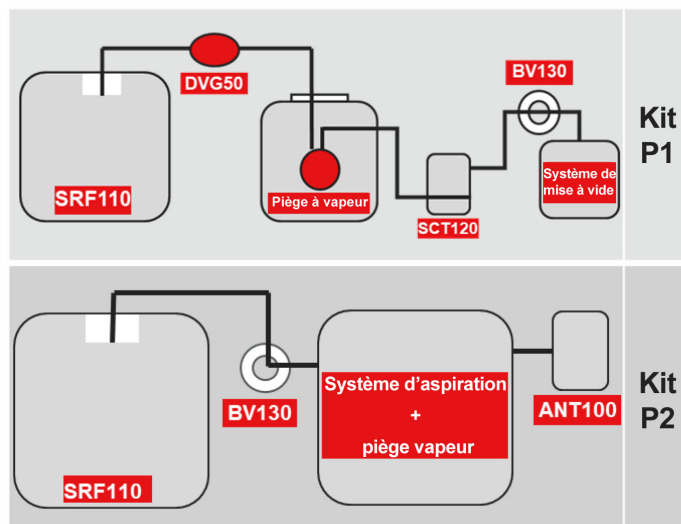 DVG50
SRF110
Piège à vapeur
SCT120
BV130
Système de
mise à vide
Kit
P1
SRF110
BV130
Système d’aspiration
+
piège vapeur
ANT100
Kit
P2